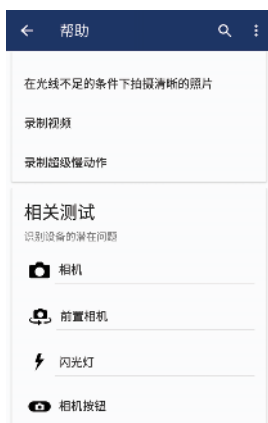 帮助
在光线不足的条件下拍摄清晰的照片
录制视频
录制超级慢动作
相关测试
识别设备的潜在问题
相机
前置相机
闪光灯
相机按钮